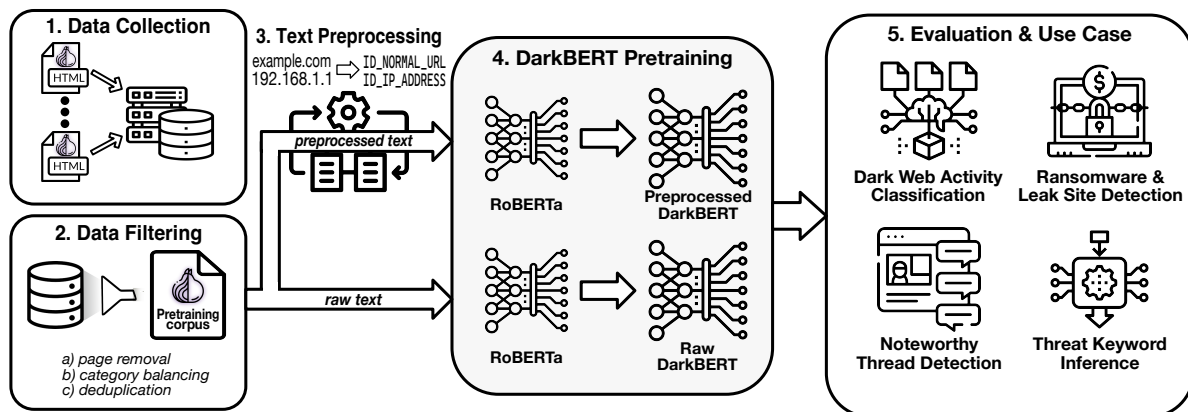 1. Data Collection
HTML
HTML
2. Data Filtering
Pretraining
corpus
a) page removal
b) category balancing
c) deduplication
3. Text Preprocessing
example.com
192.168.1.1
ID_NORMAL_URL
ID_IP_ADDRESS
preprocessed text
raw text
4. DarkBERT Pretraining
RoBERTa
Preprocessed
DarkBERT
RoBERTa
Raw
DarkBERT
5. Evaluation & Use Case
$
Dark Web Activity
Classification
Ransomware &
Leak Site Detection
Noteworthy
Thread Detection
Threat Keyword
Inference